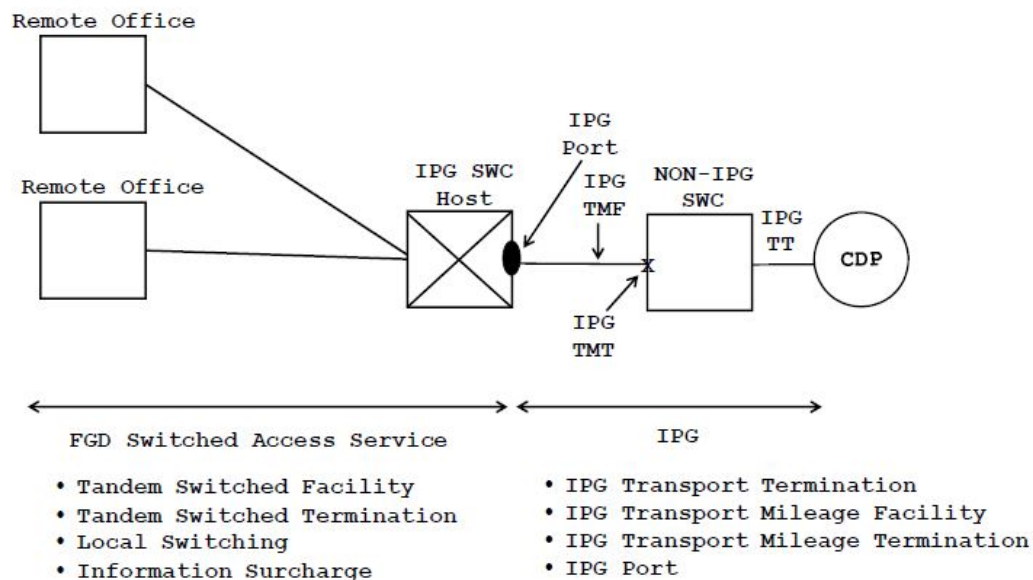 Remote Office
Remote Office
IPG SWC
Host
IPG
Port
IPG
TMF
X
IPG
TMT
NON-IPG
SWC
IPG
TT
CDP
FGD Switched Access Service
• Tandem Switched Facility
• Tandem Switched Termination
• Local Switching
• Information Surcharge
IPG
• IPG Transport Termination
• IPG Transport Mileage Facility
• IPG Transport Mileage Termination
• IPG Port